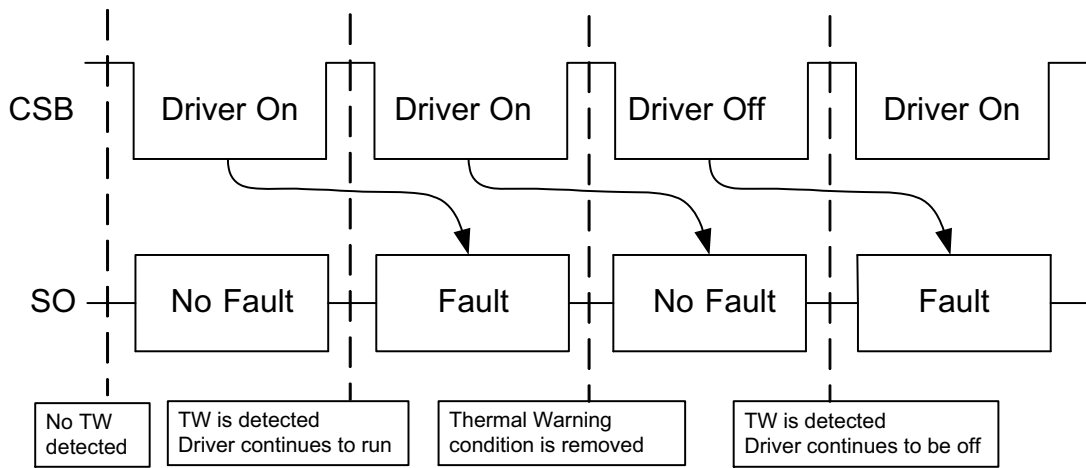 CSB
Driver On
Driver On
Driver Off
Driver On
SO
No Fault
Fault
No Fault
Fault
No TW
detected
TW is detected
Driver continues to run
Thermal Warning
condition is removed
TW is detected
Driver continues to be off